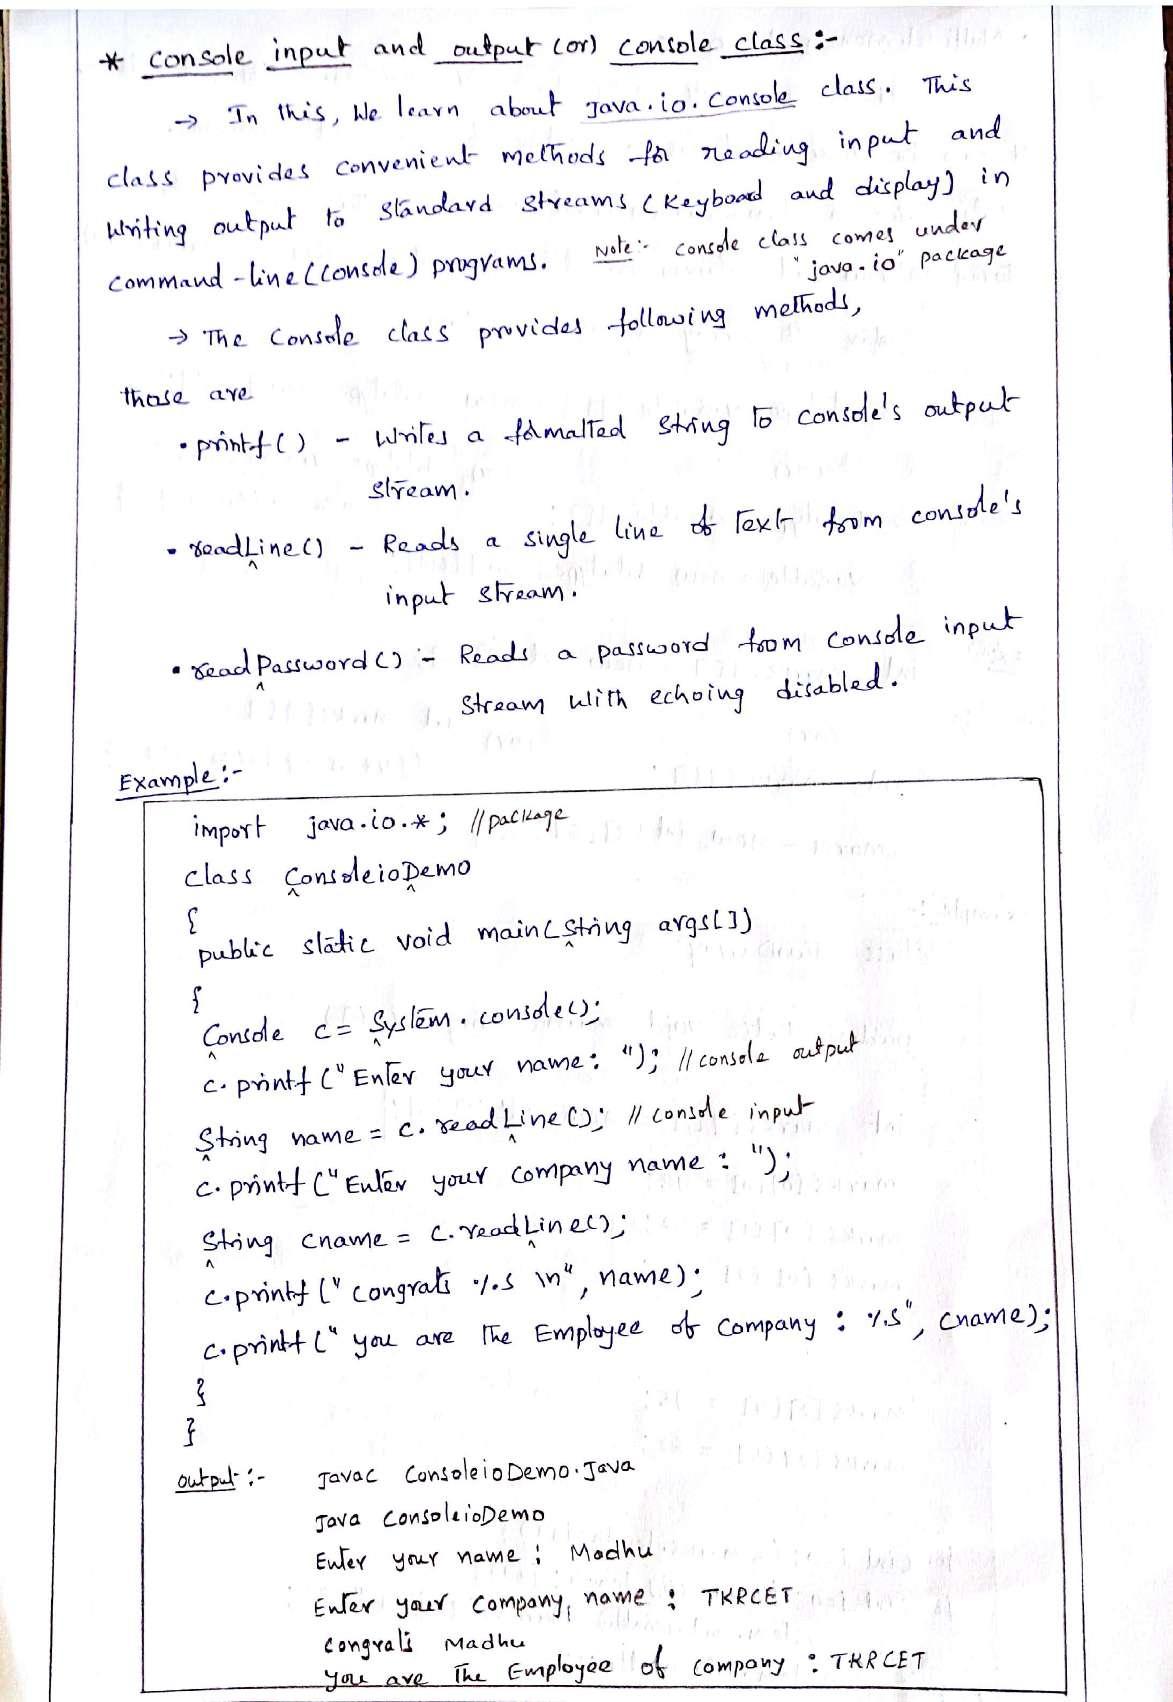 * Console input and output (or) console class :-
→ In this, We learn about Java.io.Console class. This
class provides convenient methods for reading input and
Writing output to standard streams (Keyboard and display) in
command-line (Console) programs. Note:- console class comes under
"java.io" package
→ The Console class provides following methods,
those are
• printf() - Writes a formatted string to console's output
stream.
• readLine() - Reads a single line of text from console's
input stream.
• readPassword() :- Reads a password from console input
stream with echoing disabled.
Example:-
import java.io.*; //package
class ConsoleioDemo
{
public static void main(String args[])
{
Console c = System.console();
c.printf("Enter your name: "); // console output
String name = c.readLine(); // console input
c.printf("Enter your company name : ");
String cname = c.readLine();
c.printf("congrats %s \n", name);
c.printf("you are the Employee of company : %s", cname);
}
}
output:- Javac ConsoleioDemo.Java
Java ConsoleioDemo
Enter your name : Madhu
Enter your company name : TKRCET
congrats Madhu
you are the Employee of company : TKRCET